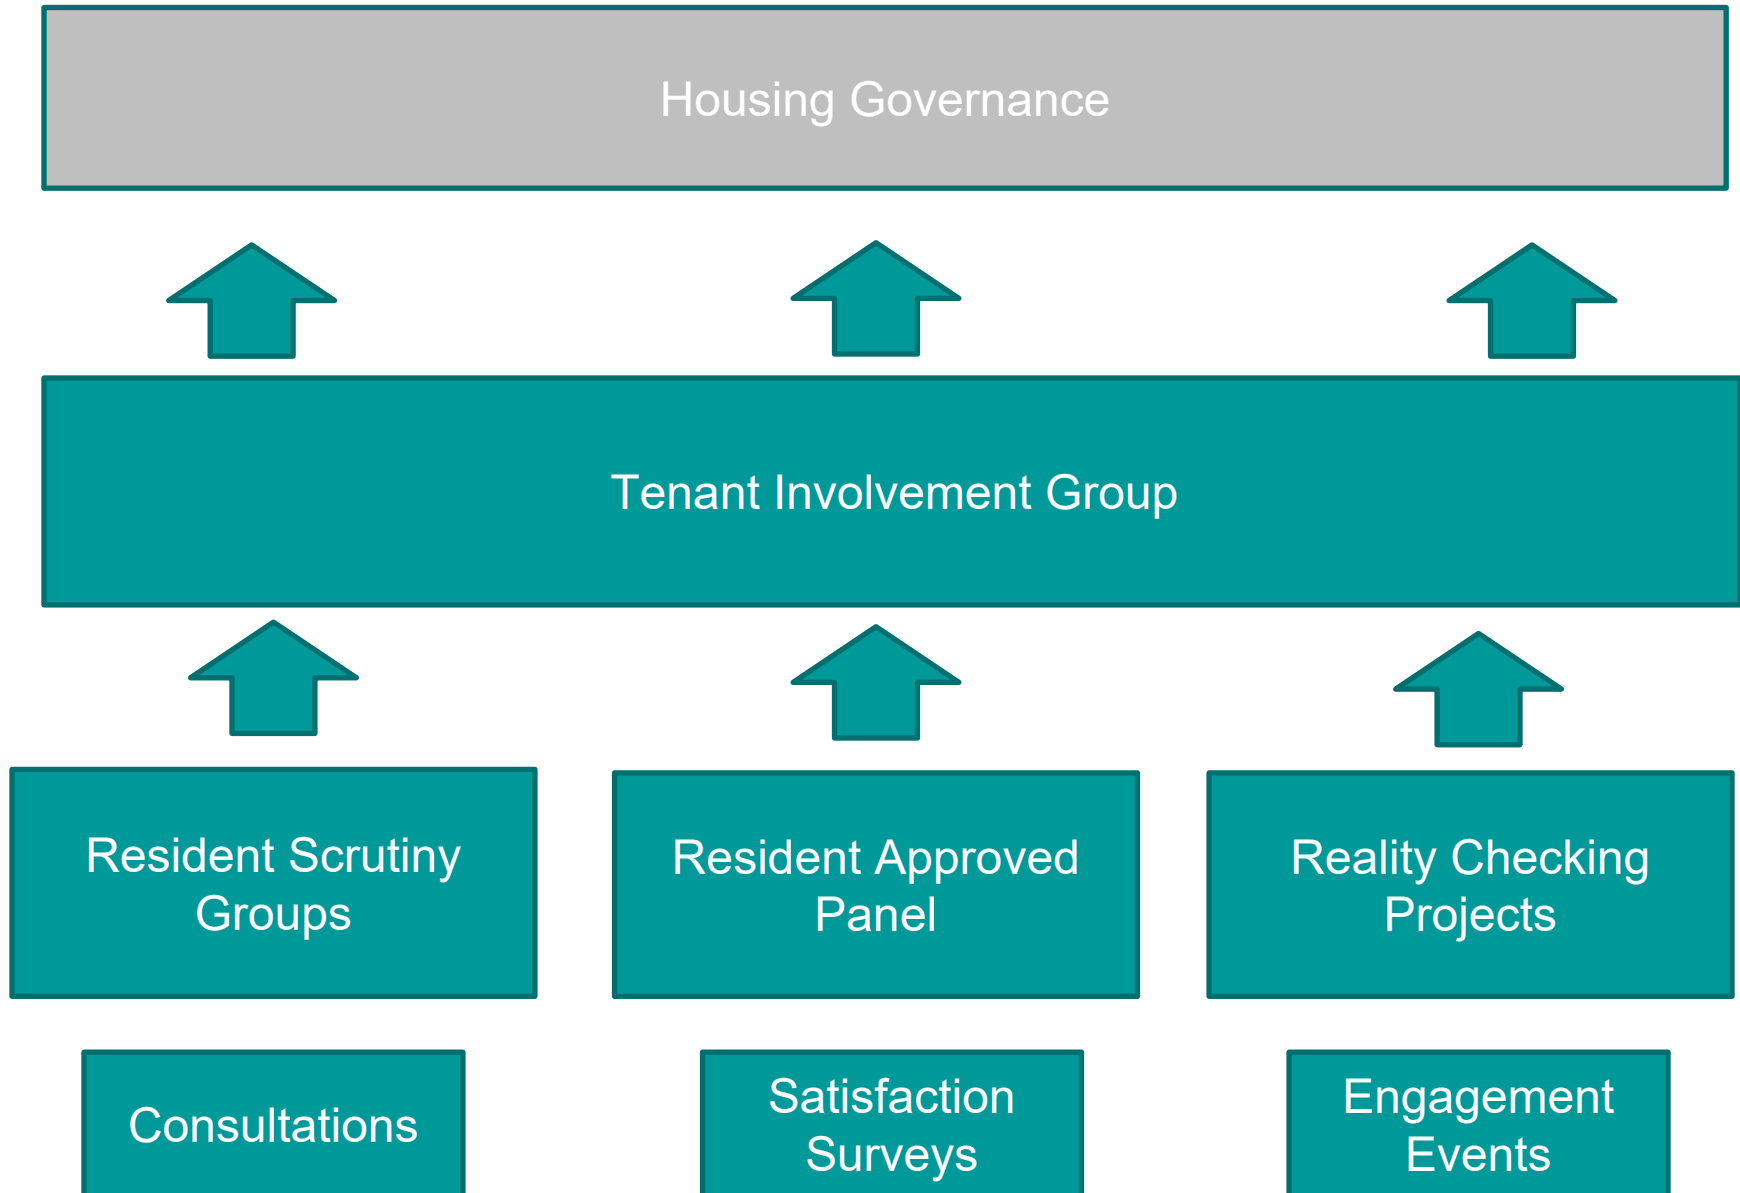 Housing Governance
Tenant Involvement Group
Resident Scrutiny
Groups
Resident Approved
Panel
Reality Checking
Projects
Consultations
Satisfaction
Surveys
Engagement
Events